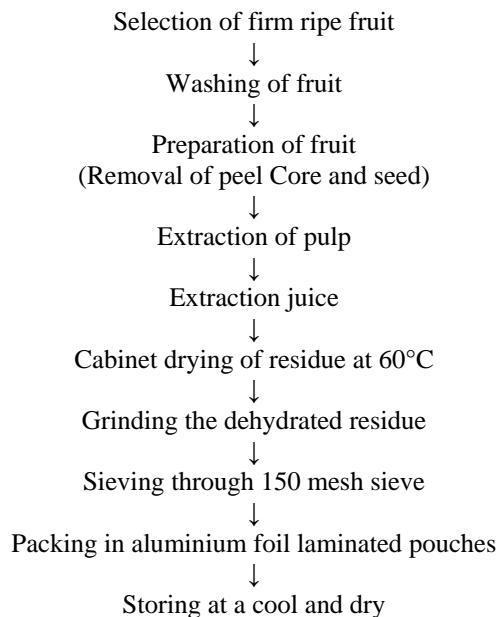 Selection of firm ripe fruit
↓
Washing of fruit
↓
Preparation of fruit
(Removal of peel Core and seed)
↓
Extraction of pulp
↓
Extraction juice
↓
Cabinet drying of residue at 60°C
↓
Grinding the dehydrated residue
↓
Sieving through 150 mesh sieve
↓
Packing in aluminium foil laminated pouches
↓
Storing at a cool and dry